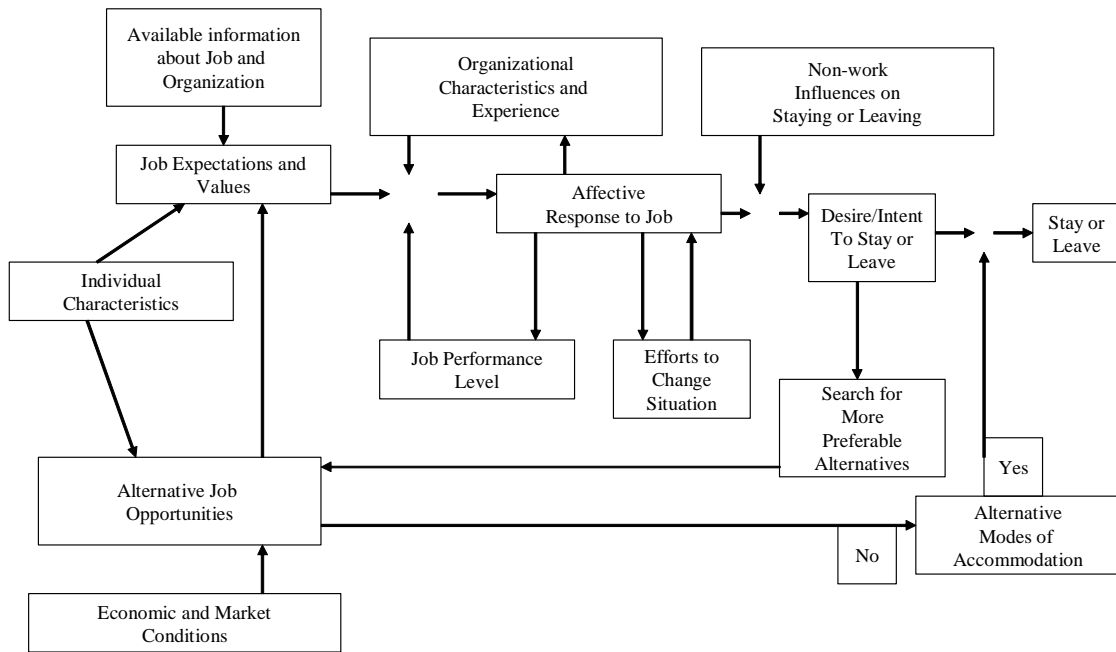 Available information
about Job and
Organization
Organizational
Characteristics and
Experience
Non-work
Influences on
Staying or Leaving
Job Expectations and
Values
Affective
Response to Job
Desire/Intent
To Stay or
Leave
Stay or
Leave
Individual
Characteristics
Job Performance
Level
Efforts to
Change
Situation
Search for
More
Preferable
Alternatives
Alternative Job
Opportunities
Yes
No
Alternative
Modes of
Accommodation
Economic and Market
Conditions